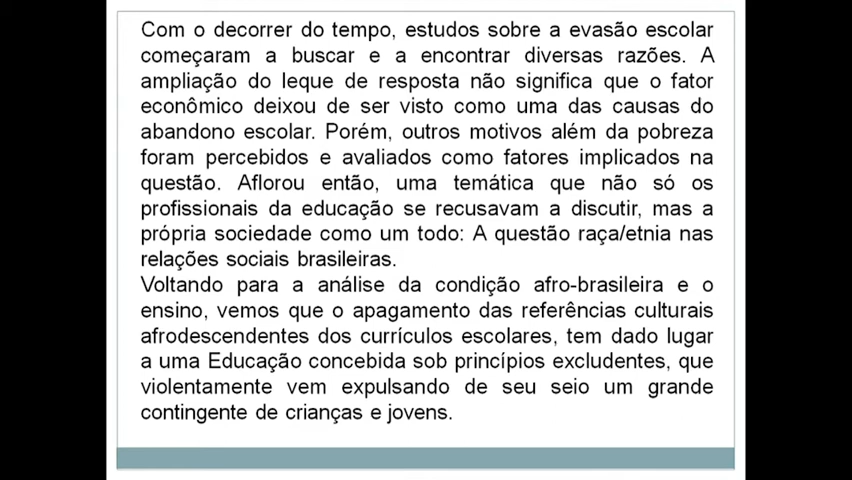 Com o decorrer do tempo, estudos sobre a evasão escolar
começaram a buscar e a encontrar diversas razões. A
ampliação do leque de resposta não significa que o fator
econômico deixou de ser visto como uma das causas do
abandono escolar. Porém, outros motivos além da pobreza
foram percebidos e avaliados como fatores implicados na
questão. Aflorou então, uma temática que não só os
profissionais da educação se recusavam a discutir, mas a
própria sociedade como um todo: A questão raça/etnia nas
relações sociais brasileiras.
Voltando para a análise da condição afro-brasileira e o
ensino, vemos que o apagamento das referências culturais
afrodescendentes dos currículos escolares, tem dado lugar
a uma Educação concebida sob princípios excludentes, que
violentamente vem expulsando de seu seio um grande
contingente de crianças e jovens.